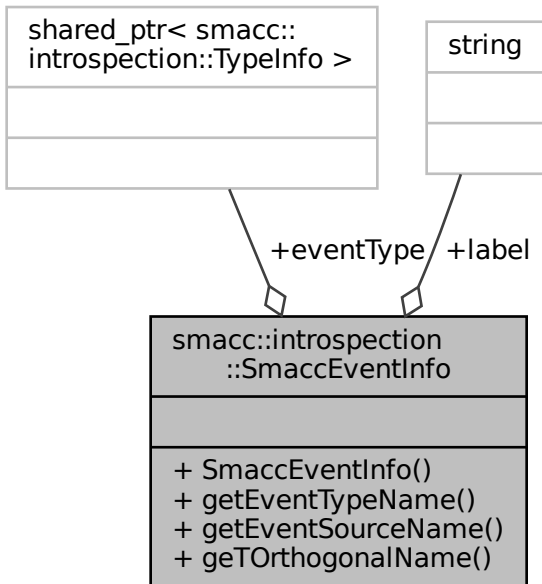 shared_ptr< smacc::
introspection::TypeInfo >
string
+eventType
+label
smacc::introspection
::SmaccEventInfo
+ SmaccEventInfo()
+ getEventTypeName()
+ getEventSourceName()
+ geTOrthogonalName()